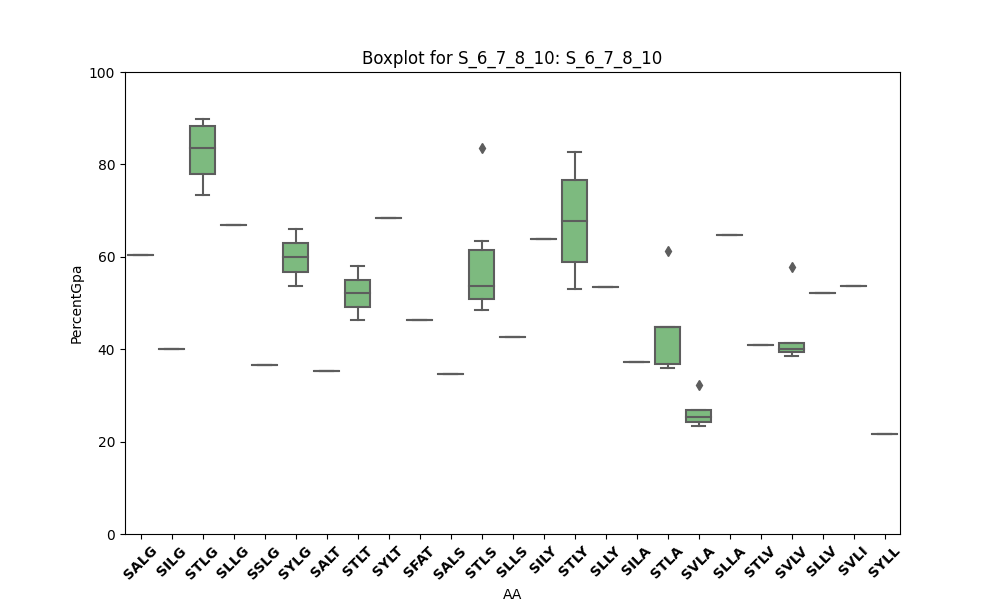 Boxplot for S_6_7_8_10: S_6_7_8_10
PercentGpa
100
80
60
40
20
0
SALG SILG STLG SLLG SSLG SYLG SALT STLT SYLT SFAT SALS STLS SLLS SILY STLY SLLY SILA STLA SVLA SLLA STLV SVLV SLLV SVLI SYLL
AA